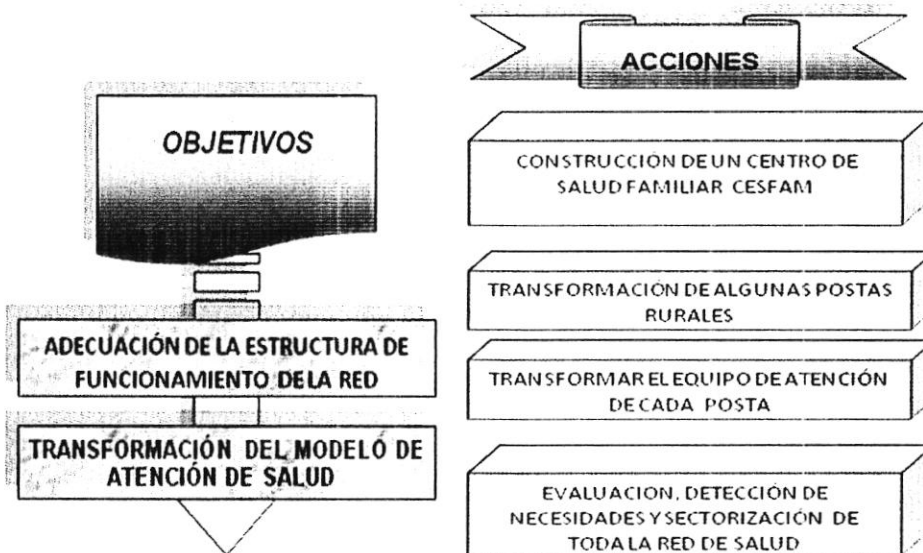 OBJETIVOS
ADECUACIÓN DE LA ESTRUCTURA DE
FUNCIONAMIENTO DE LA RED
TRANSFORMACIÓN DEL MODELO DE
ATENCIÓN DE SALUD
ACCIONES
CONSTRUCCIÓN DE UN CENTRO DE
SALUD FAMILIAR CESFAM
TRANSFORMACIÓN DE ALGUNAS POSTAS
RURALES
TRANSFORMAR EL EQUIPO DE ATENCIÓN
DE CADA POSTA
EVALUACION, DETECCIÓN DE
NECESIDADES Y SECTORIZACIÓN DE
TODA LA RED DE SALUD